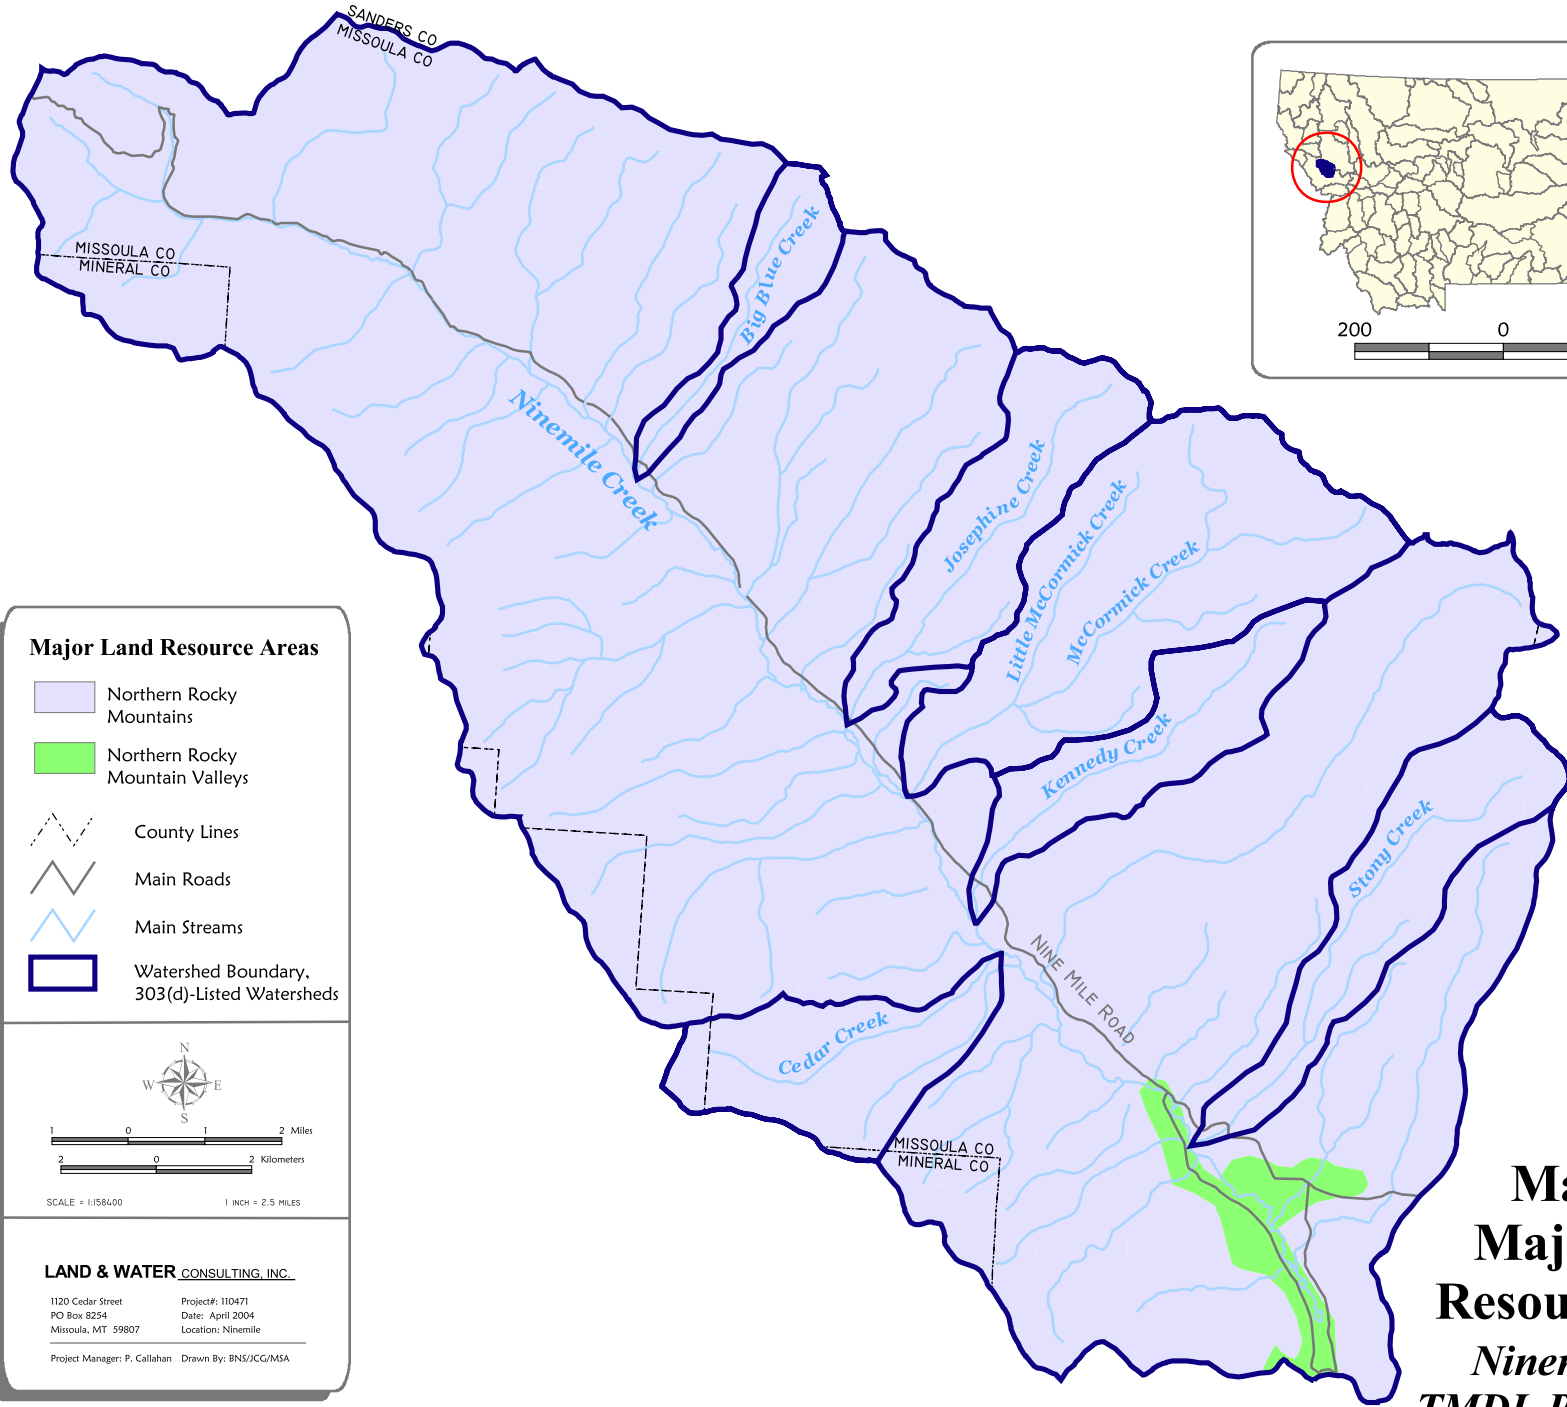 SANDERS CO
MISSOULA CO
MISSOULA CO
MINERAL CO
Big Blue Creek
Ninemile Creek
Josephine Creek
Little McCormick Creek
McCormick Creek
Kennedy Creek
Stony Creek
NINE MILE ROAD
Cedar Creek
MISSOULA CO
MINERAL CO
200 0
Major Land Resource Areas
Northern Rocky
Mountains
Northern Rocky
Mountain Valleys
County Lines
Main Roads
Main Streams
Watershed Boundary,
303(d)-Listed Watersheds
N
W E
S
1 0 1 2 Miles
2 0 2 Kilometers
SCALE = 1:158400 1 INCH = 2.5 MILES
LAND & WATER CONSULTING, INC.
1120 Cedar Street Project#: 110471
PO Box 8254 Date: April 2004
Missoula, MT 59807 Location: Ninemile
Project Manager: P. Callahan Drawn By: BNS/JCG/MSA
Ma
Maj
Resou
Niner